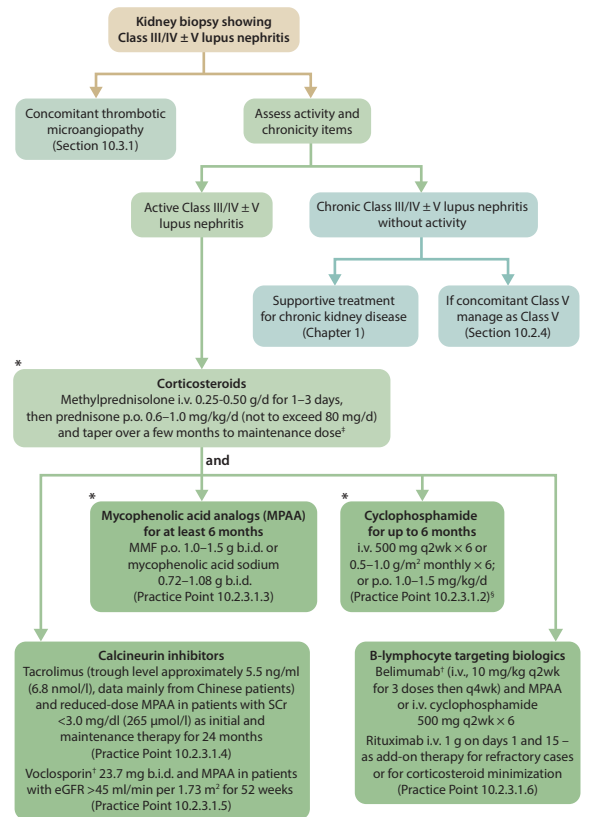 Kidney biopsy showing
Class III/IV ± V lupus nephritis
Concomitant thrombotic
microangiopathy
(Section 10.3.1)
Assess activity and
chronicity items
Active Class III/IV ± V
lupus nephritis
Chronic Class III/IV ± V lupus nephritis
without activity
Supportive treatment
for chronic kidney disease
(Chapter 1)
If concomitant Class V
manage as Class V
(Section 10.2.4)
*
Corticosteroids
Methylprednisolone i.v. 0.25-0.50 g/d for 1–3 days,
then prednisone p.o. 0.6–1.0 mg/kg/d (not to exceed 80 mg/d)
and taper over a few months to maintenance dose‡
and
*
Mycophenolic acid analogs (MPAA)
for at least 6 months
MMF p.o. 1.0–1.5 g b.i.d. or
mycophenolic acid sodium
0.72–1.08 g b.i.d.
(Practice Point 10.2.3.1.3)
*
Cyclophosphamide
for up to 6 months
i.v. 500 mg q2wk × 6 or
0.5–1.0 g/m² monthly × 6;
or p.o. 1.0–1.5 mg/kg/d
(Practice Point 10.2.3.1.2)§
Calcineurin inhibitors
Tacrolimus (trough level approximately 5.5 ng/ml
(6.8 nmol/l), data mainly from Chinese patients)
and reduced-dose MPAA in patients with SCr
<3.0 mg/dl (265 μmol/l) as initial and
maintenance therapy for 24 months
(Practice Point 10.2.3.1.4)
Voclosporin† 23.7 mg b.i.d. and MPAA in patients
with eGFR >45 ml/min per 1.73 m² for 52 weeks
(Practice Point 10.2.3.1.5)
B-lymphocyte targeting biologics
Belimumab† (i.v., 10 mg/kg q2wk
for 3 doses then q4wk) and MPAA
or i.v. cyclophosphamide
500 mg q2wk × 6
Rituximab i.v. 1 g on days 1 and 15 –
as add-on therapy for refractory cases
or for corticosteroid minimization
(Practice Point 10.2.3.1.6)